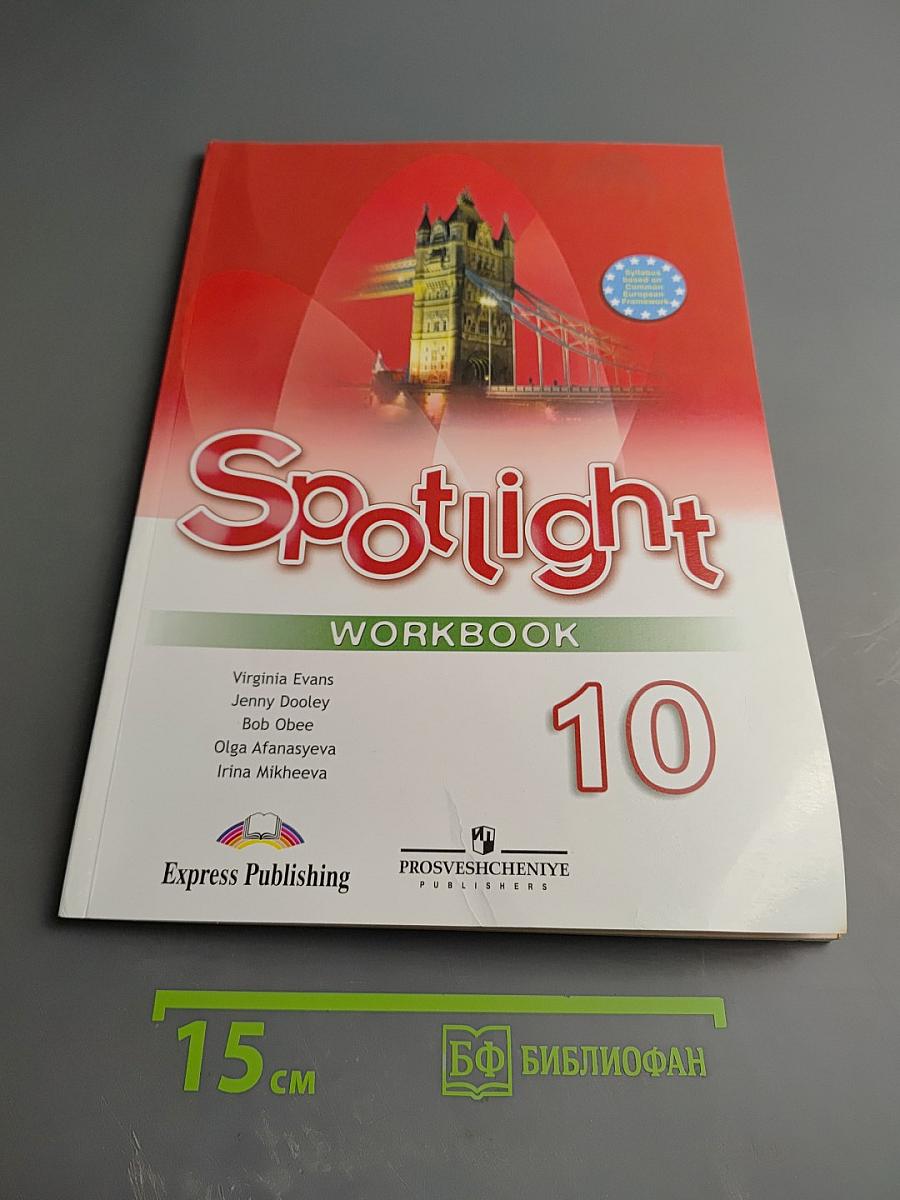 Syllabus
based on
Common
European
Framework
Spotlight
WORKBOOK
Virginia Evans
Jenny Dooley
Bob Obee
Olga Afanasyeva
Irina Mikheeva
10
Express Publishing
PROSVESHCHENIYE
PUBLISHERS
15 см
БФ БИБЛИОФАН